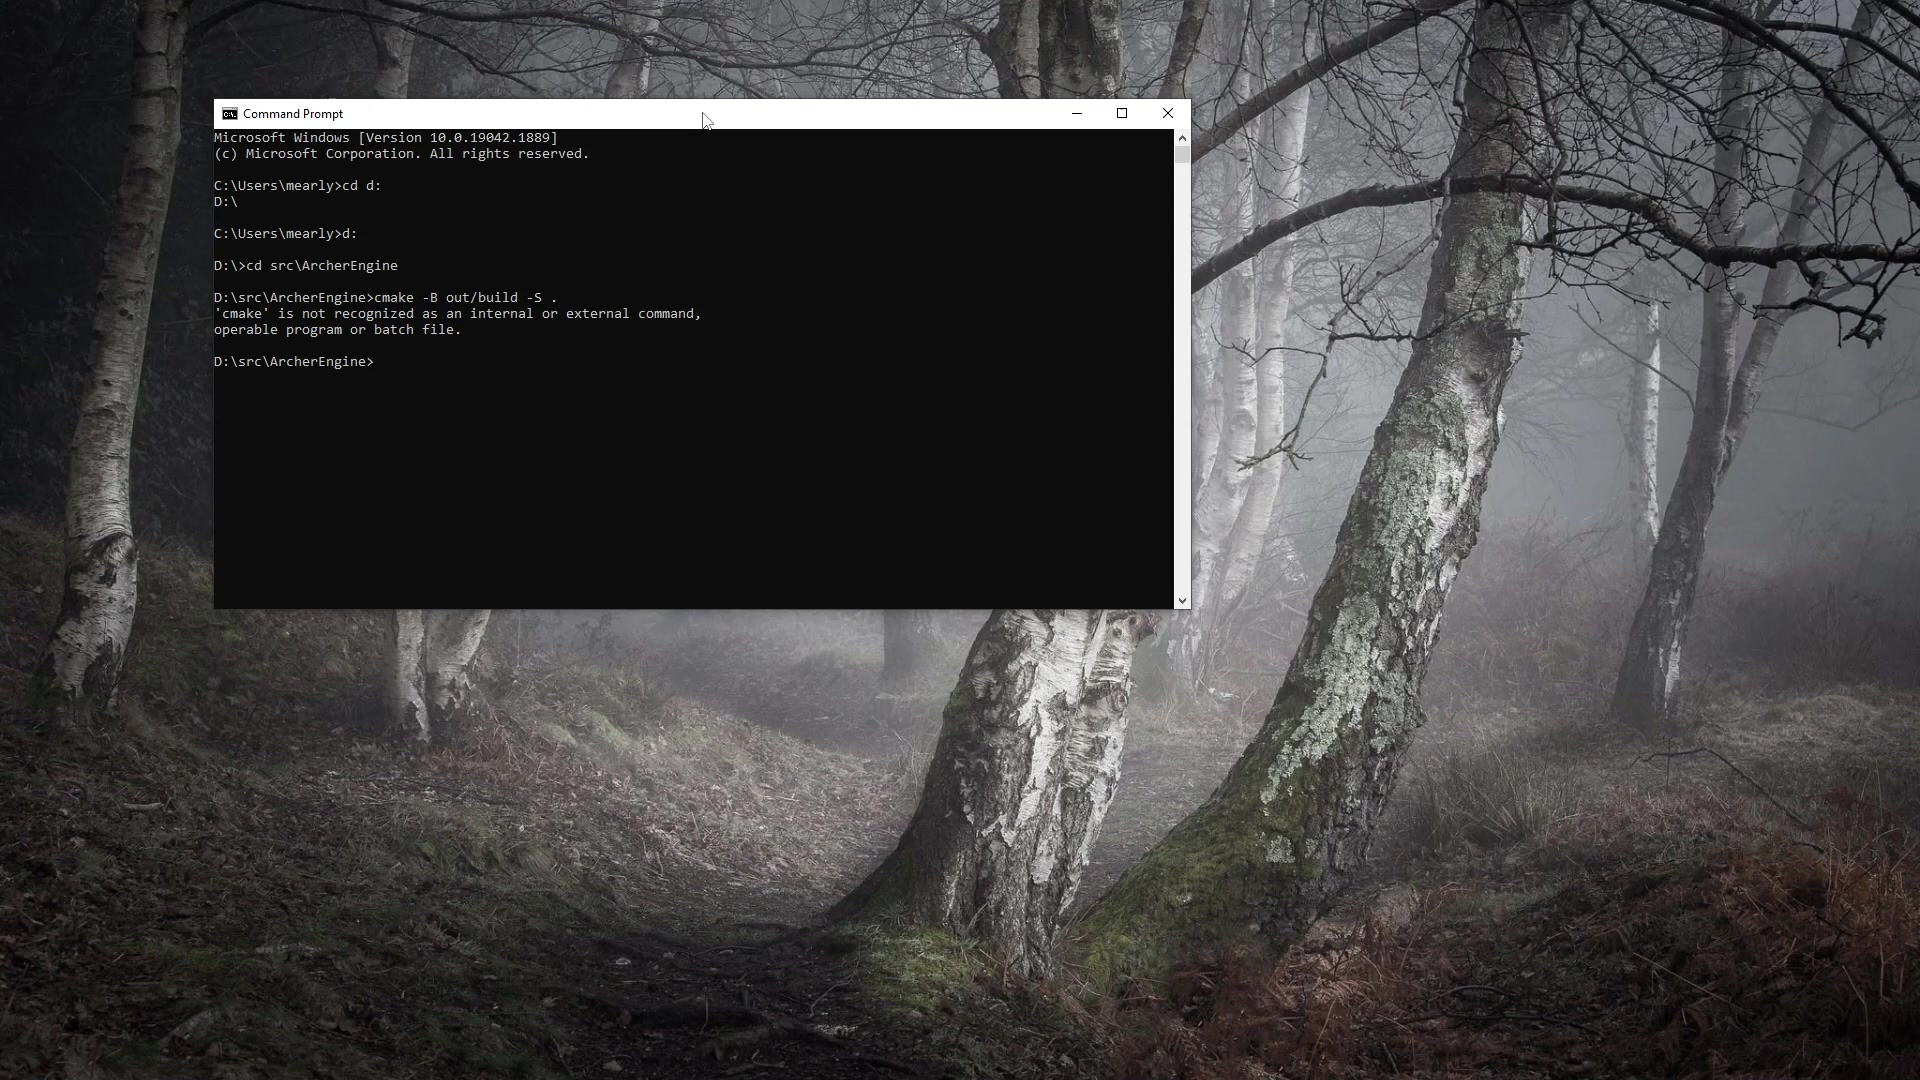 Command Prompt
Microsoft Windows [Version 10.0.19042.1889]
(c) Microsoft Corporation. All rights reserved.
C:\Users\mearly>cd d:
D:\
C:\Users\mearly>d:
D:\>cd src\ArcherEngine
D:\src\ArcherEngine>cmake -B out/build -S .
'cmake' is not recognized as an internal or external command,
operable program or batch file.
D:\src\ArcherEngine>